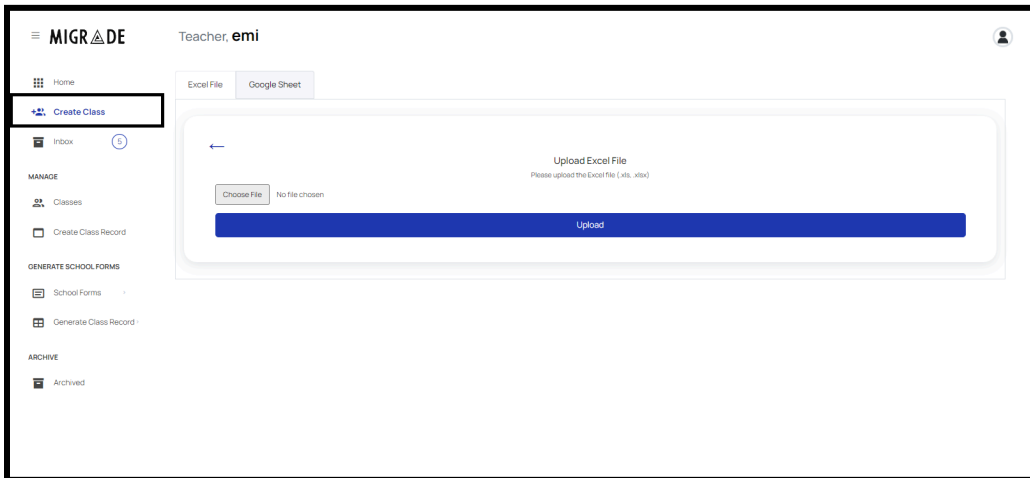 MIGRADE
Teacher, emi
Home
Create Class
Inbox 5
MANAGE
Classes
Create Class Record
GENERATE SCHOOL FORMS
School Forms
Generate Class Record
ARCHIVE
Archived
Excel File Google Sheet
Upload Excel File
Please upload the Excel file (.xls, .xlsx)
Choose File No file chosen
Upload